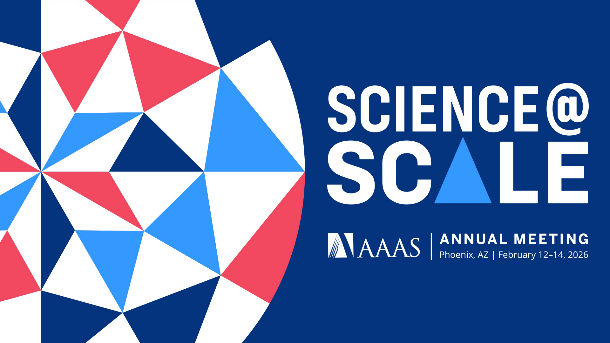 SCIENCE@
SCALE
AAAS
ANNUAL MEETING
Phoenix, AZ | February 12–14, 2026